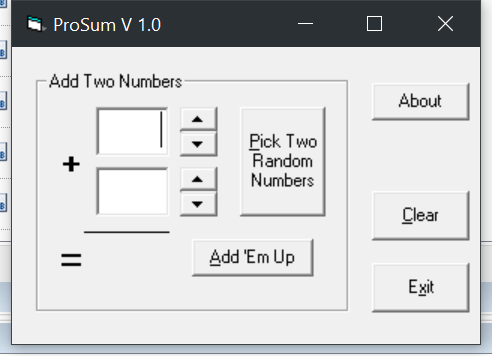 ProSum V 1.0
Add Two Numbers
+
=
Pick Two
Random
Numbers
Add 'Em Up
About
Clear
Exit